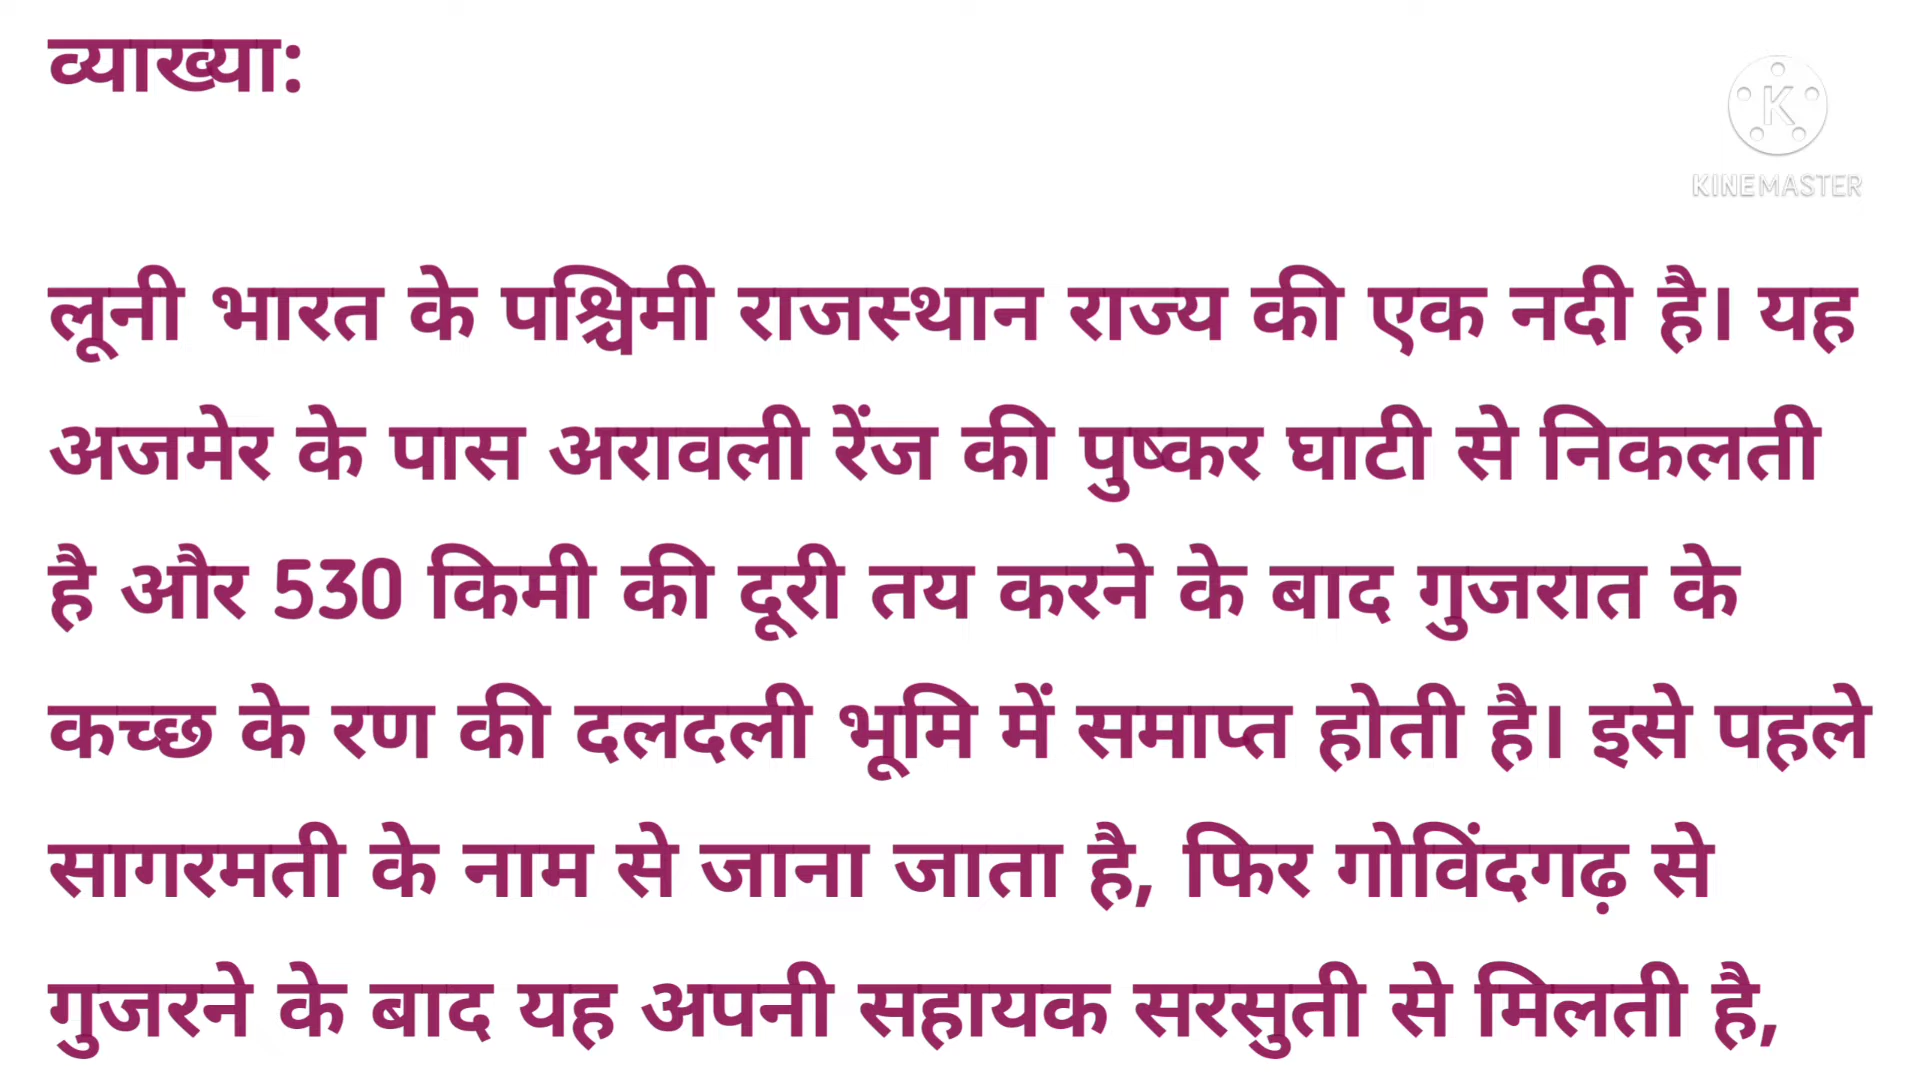 व्याख्या:
KINEMASTER
लूनी भारत के पश्चिमी राजस्थान राज्य की एक नदी है। यह
अजमेर के पास अरावली रेंज की पुष्कर घाटी से निकलती
है और 530 किमी की दूरी तय करने के बाद गुजरात के
कच्छ के रण की दलदली भूमि में समाप्त होती है। इसे पहले
सागरमती के नाम से जाना जाता है, फिर गोविंदगढ़ से
गुजरने के बाद यह अपनी सहायक सरसुती से मिलती है,